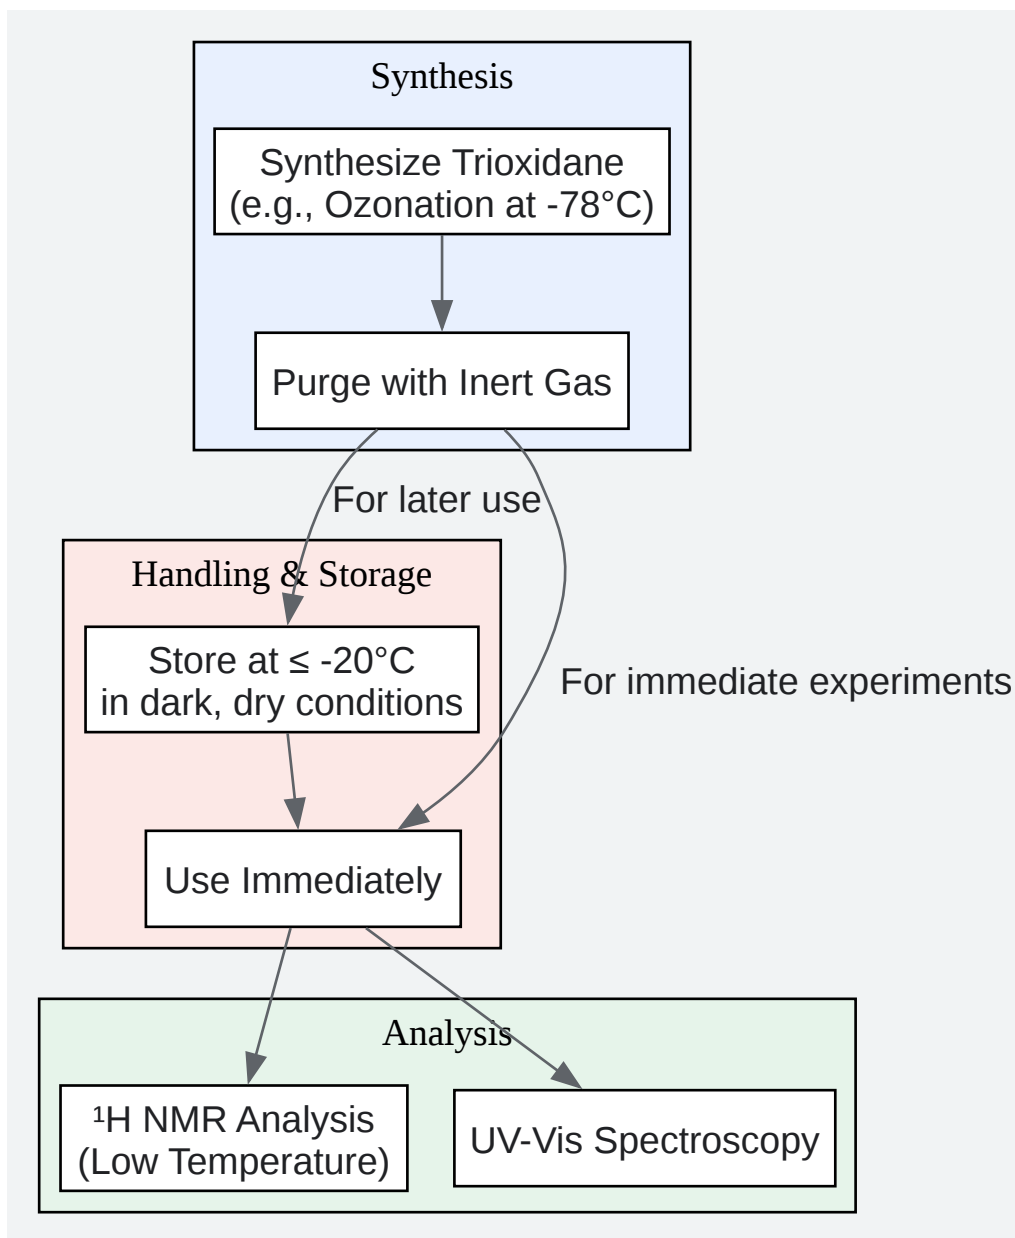 Synthesis
Synthesize Trioxidane
(e.g., Ozonation at -78°C)
Purge with Inert Gas
For later use
Handling & Storage
Store at ≤ -20°C
in dark, dry conditions
For immediate experiments
Use Immediately
Analysis
¹H NMR Analysis
(Low Temperature)
UV-Vis Spectroscopy